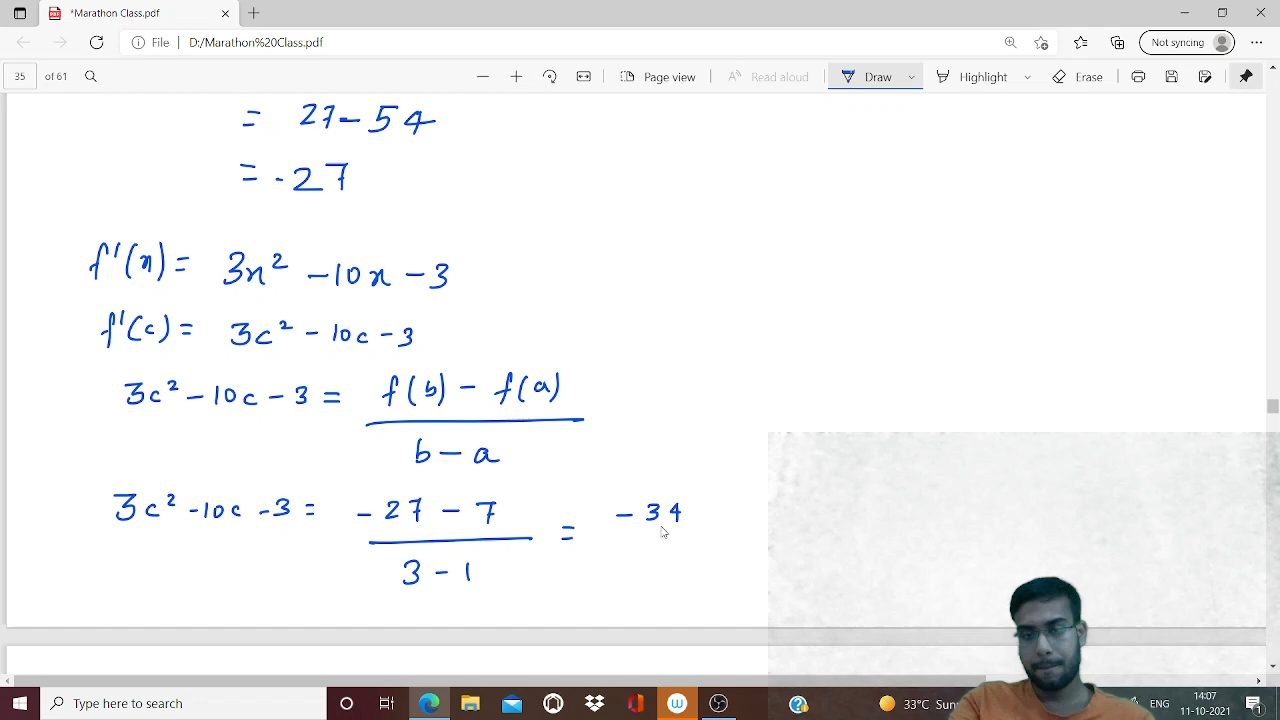 *Marathon Class.pdf
File D:/Marathon%20Class.pdf Not syncing
35 of 61 Page view Read aloud Draw Highlight Erase
= 27 - 54
= -27
f'(x) = 3x² - 10x - 3
f'(c) = 3c² - 10c - 3
3c² - 10c - 3 = f(b) - f(a) / b - a
3c² - 10c - 3 = -27 - 7 / 3 - 1 = -34
Type here to search 33°C Sunny 14:07
11-10-2021